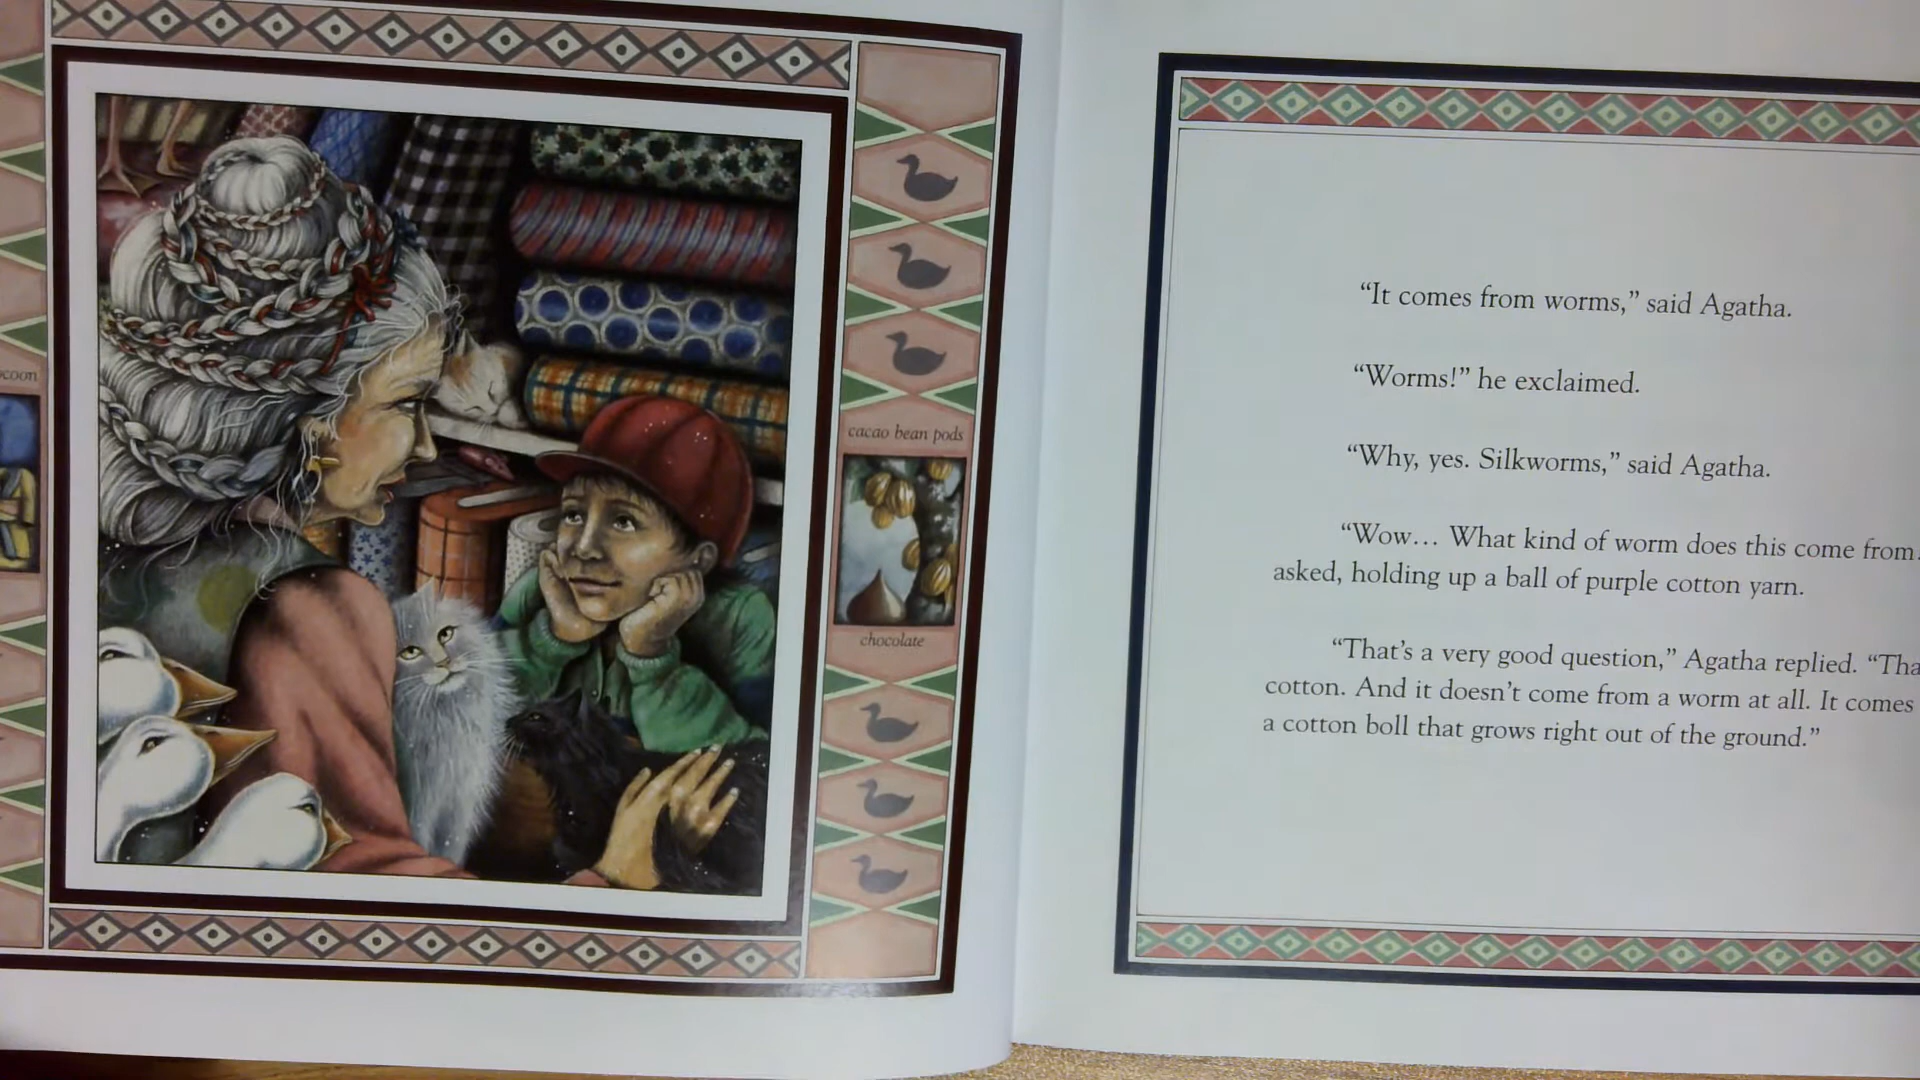 coon
cacao bean pods
chocolate
“It comes from worms,” said Agatha.
“Worms!” he exclaimed.
“Why, yes. Silkworms,” said Agatha.
“Wow… What kind of worm does this come from
asked, holding up a ball of purple cotton yarn.
“That’s a very good question,” Agatha replied. “Tha
cotton. And it doesn’t come from a worm at all. It comes
a cotton boll that grows right out of the ground.”